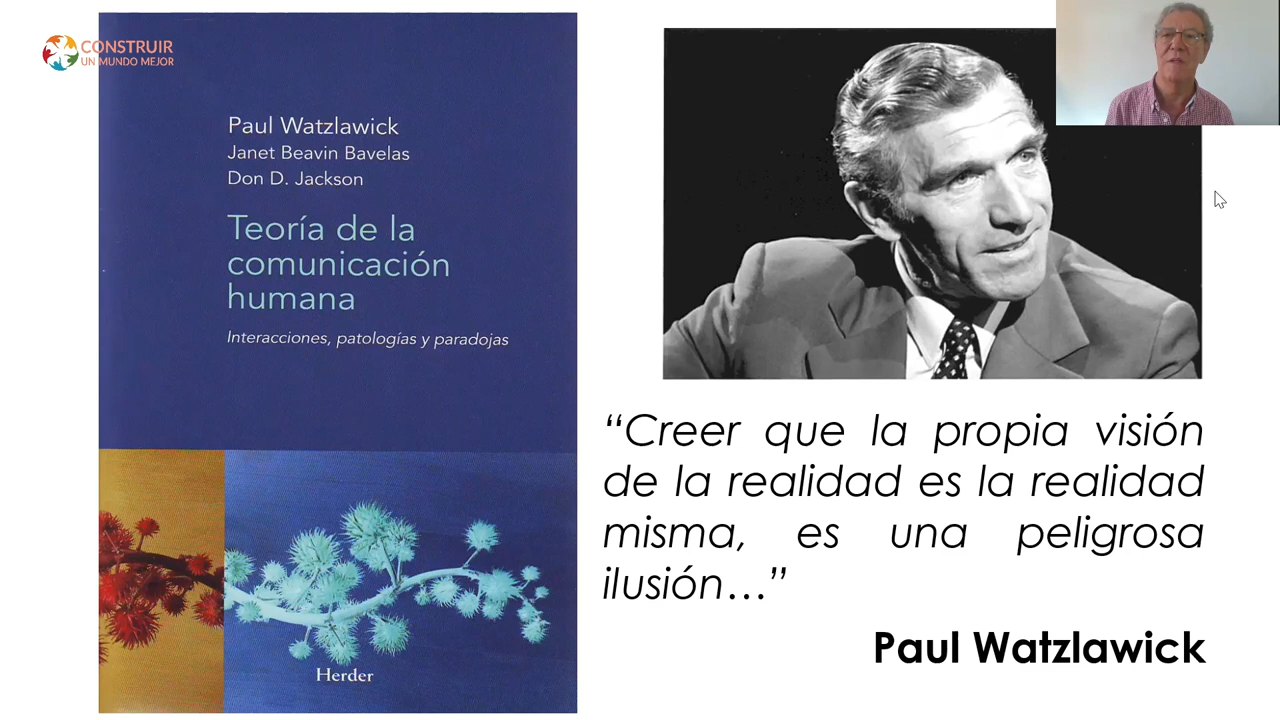 CONSTRUIR
UN MUNDO MEJOR
Paul Watzlawick
Janet Beavin Bavelas
Don D. Jackson
Teoría de la
comunicación
humana
Interacciones, patologías y paradojas
Herder
“Creer que la propia visión
de la realidad es la realidad
misma, es una peligrosa
ilusión...”
Paul Watzlawick